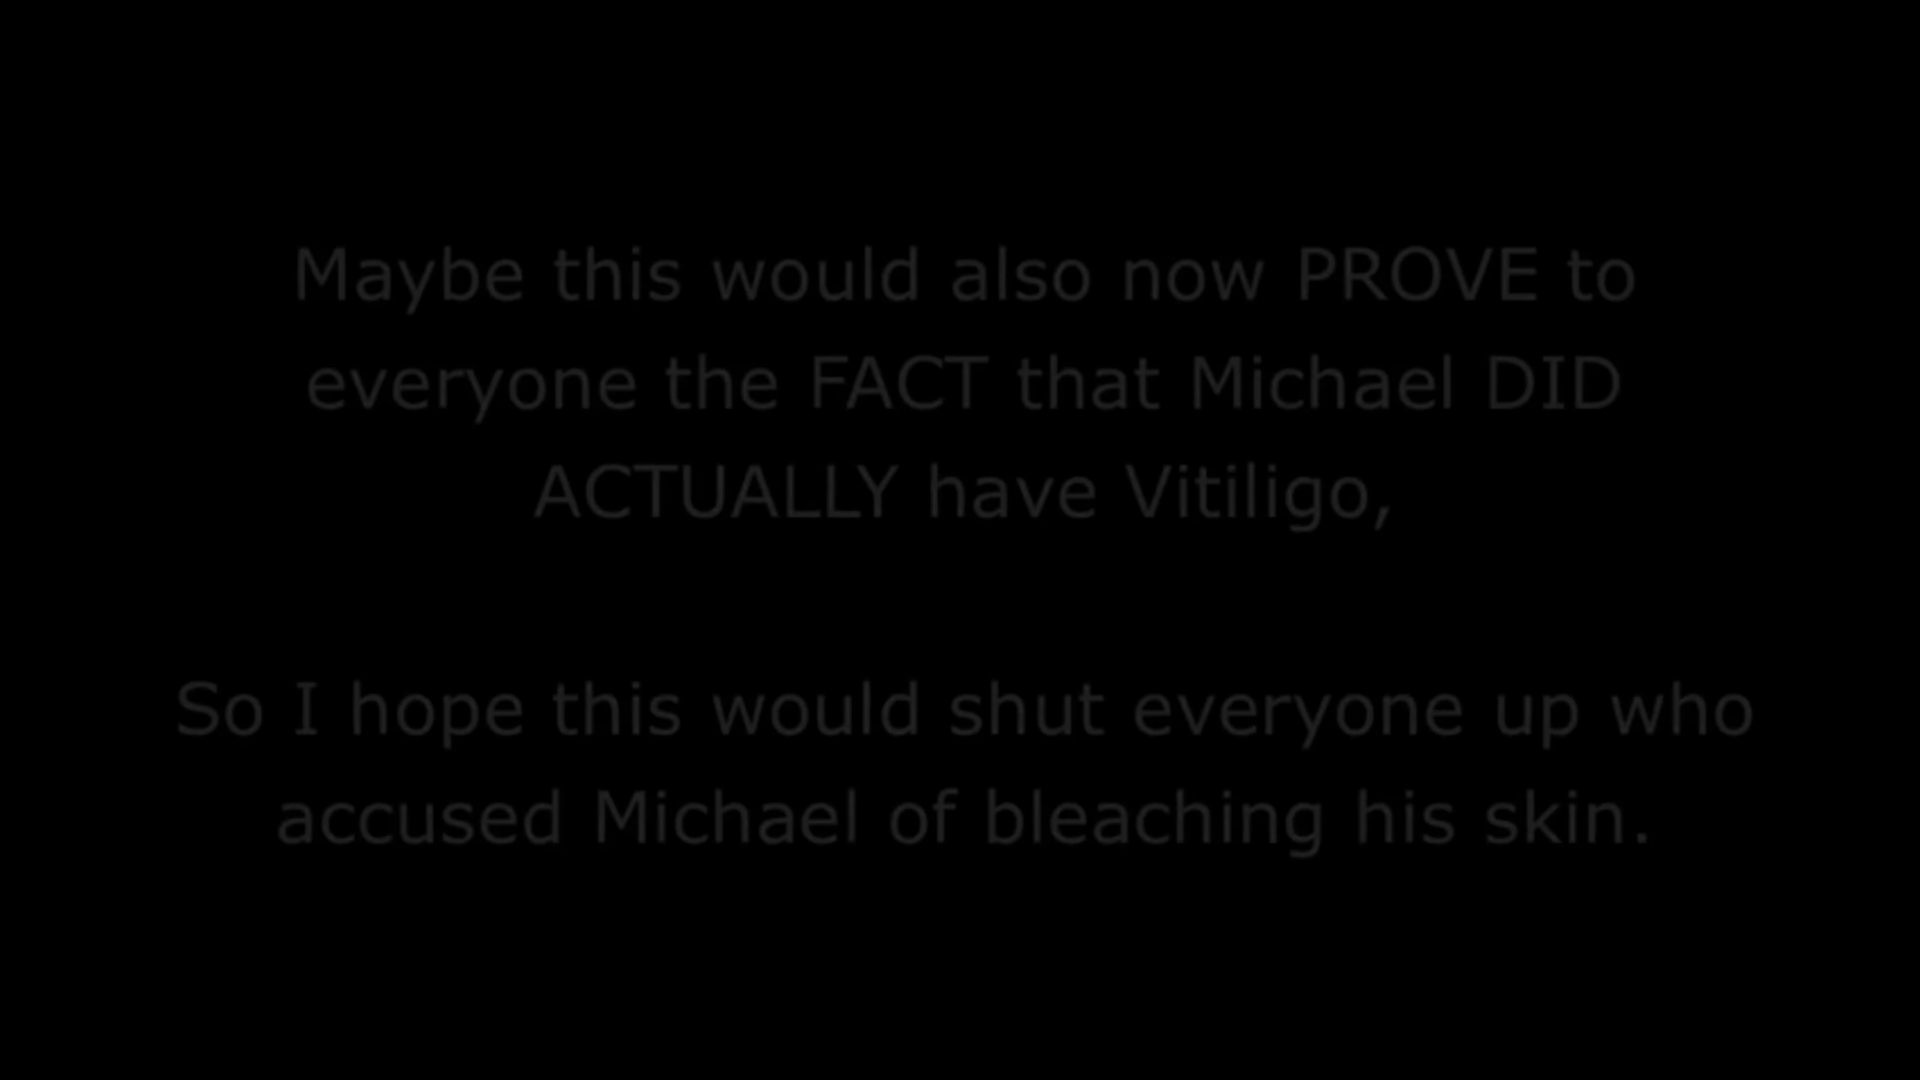 Maybe this would also now PROVE to
everyone the FACT that Michael DID
ACTUALLY have Vitiligo,
So I hope this would shut everyone up who
accused Michael of bleaching his skin.